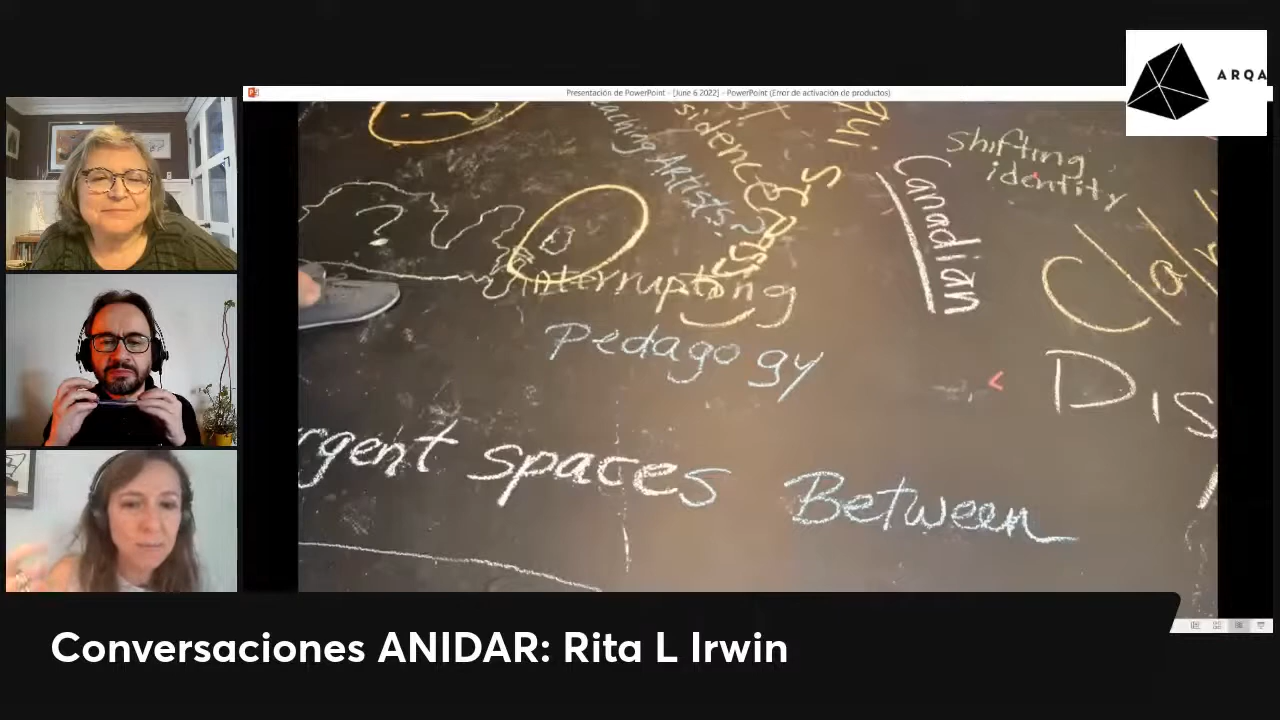 ARQA
Presentación de PowerPoint - [June 6 2022] - PowerPoint (Error de activación de productos)
shifting
identity
Canadian
Teaching Artists?
Interrupting
Pedagogy
Dis
rgent spaces Between
Conversaciones ANIDAR: Rita L Irwin